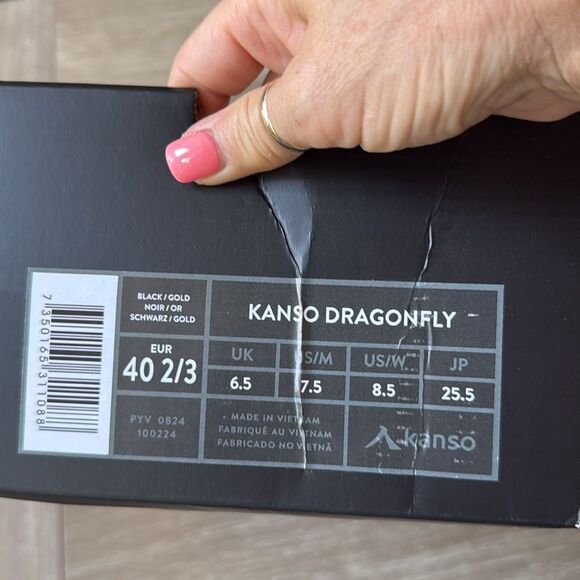 BLACK / GOLD
NOIR / OR
SCHWARZ / GOLD
KANSO DRAGONFLY
EUR
40 2/3
UK US/M US/W JP
6.5 7.5 8.5 25.5
PYV 0824
100224
• MADE IN VIETNAM
FABRIQUÉ AU VIETNAM
FABRICADO NO VIETNÃ
kanso
7 350165 311088